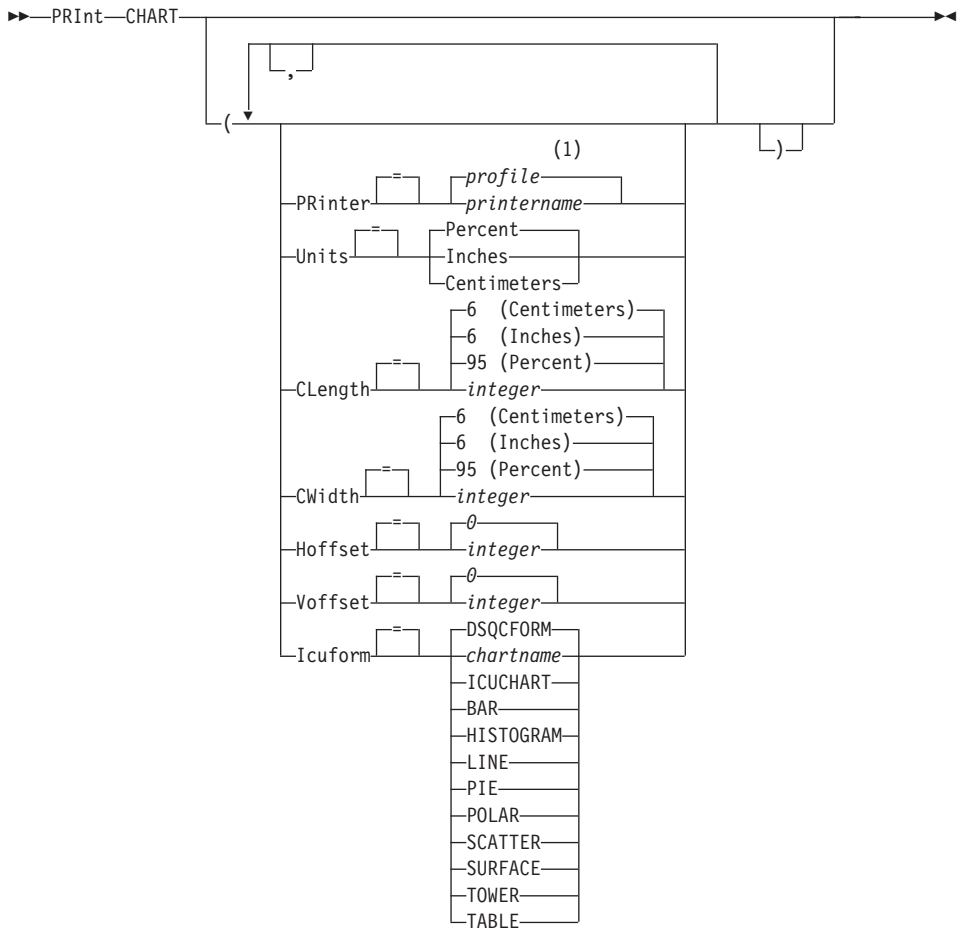 PRInt CHART
,
(
)
(1)
PRinter = profile
printername
Units = Percent
Inches
Centimeters
6 (Centimeters)
6 (Inches)
95 (Percent)
CLength = integer
6 (Centimeters)
6 (Inches)
95 (Percent)
CWidth = integer
Hoffset = 0
integer
Voffset = 0
integer
Icuform = DSQCFORM
chartname
ICUCHART
BAR
HISTOGRAM
LINE
PIE
POLAR
SCATTER
SURFACE
TOWER
TABLE